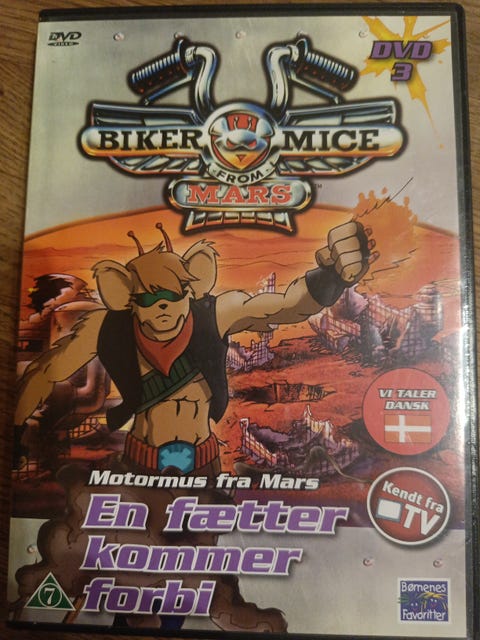 DVD
VIDEO
DVD
3
BIKER MICE
FROM
MARS
TM
VI TALER
DANSK
Motormus fra Mars
En fætter
kommer
forbi
Kendt fra
TV
7
Børnenes
Favoritter